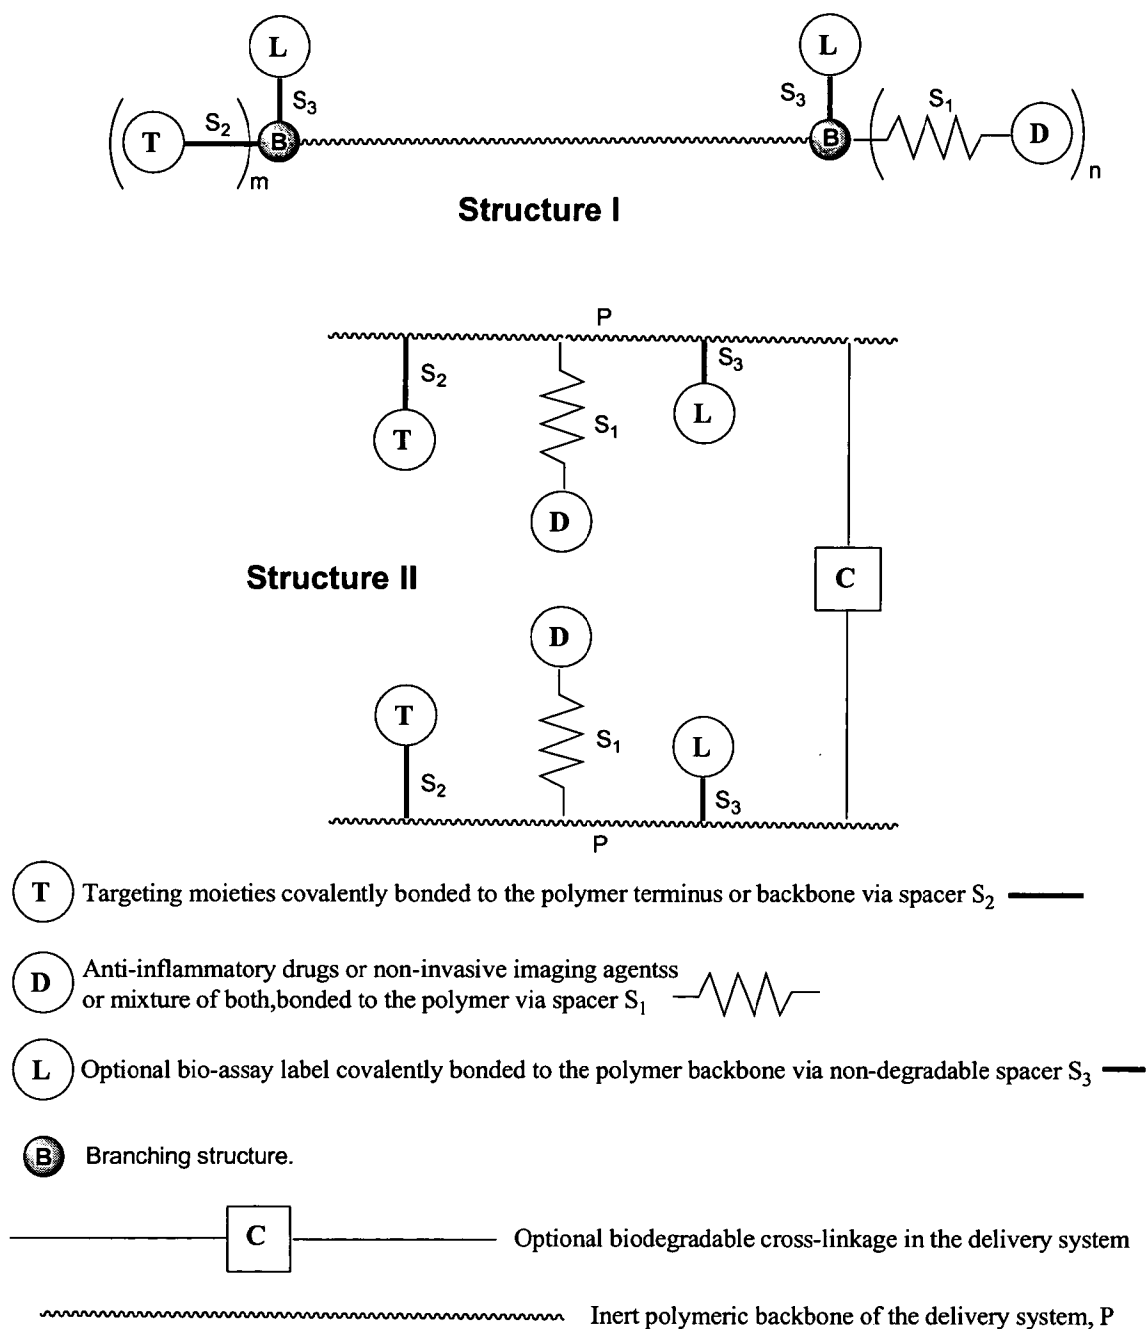 L L
T S2 B S3 S3 B S1 D
m n
Structure I
P
S2 S1 S3
T L
D
Structure II C
D
T S1 L
S2 S3
P
T Targeting moieties covalently bonded to the polymer terminus or backbone via spacer S2
D Anti-inflammatory drugs or non-invasive imaging agentss
or mixture of both,bonded to the polymer via spacer S1
L Optional bio-assay label covalently bonded to the polymer backbone via non-degradable spacer S3
B Branching structure.
C Optional biodegradable cross-linkage in the delivery system
Inert polymeric backbone of the delivery system, P